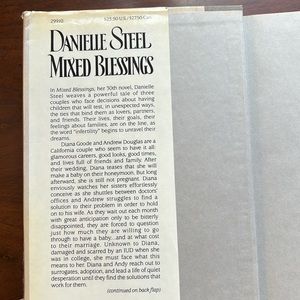 29992
$23.50 U.S./$27.50 Can.
DANIELLE STEEL
MIXED BLESSINGS
In Mixed Blessings, her 30th novel, Danielle
Steel weaves a powerful tale of three
couples who face decisions about having
children that will test, in unexpected ways,
the ties that bind them as lovers, partners,
and friends. Their lives, their goals, their
feelings about families, are on the line, as
the word "infertility" begins to unravel their
dreams.
Diana Goode and Andrew Douglas are a
California couple who seem to have it all:
glamorous careers, good looks, good times,
and lives full of friends and family. After
their wedding, Diana teases that she will
make a baby on their honeymoon. But long
afterward, she is still not pregnant. Diana
enviously watches her sisters effortlessly
conceive as she shuttles between doctors'
offices and Andrew struggles to find a
solution to their problem in order to hold
on to his wife. As they wait out each month
with great anticipation only to be bitterly
disappointed, they are forced to question
just how much they are willing to go
through to have a baby...and at what cost
to their marriage. Unknown to Diana,
damaged and scarred by an IUD when she
was in college, she must face what this
means to her. Diana and Andy reach out to
surrogates, adoption, and lead a life of quiet
desperation until they find the solutions that
work for them.
(continued on back flap)